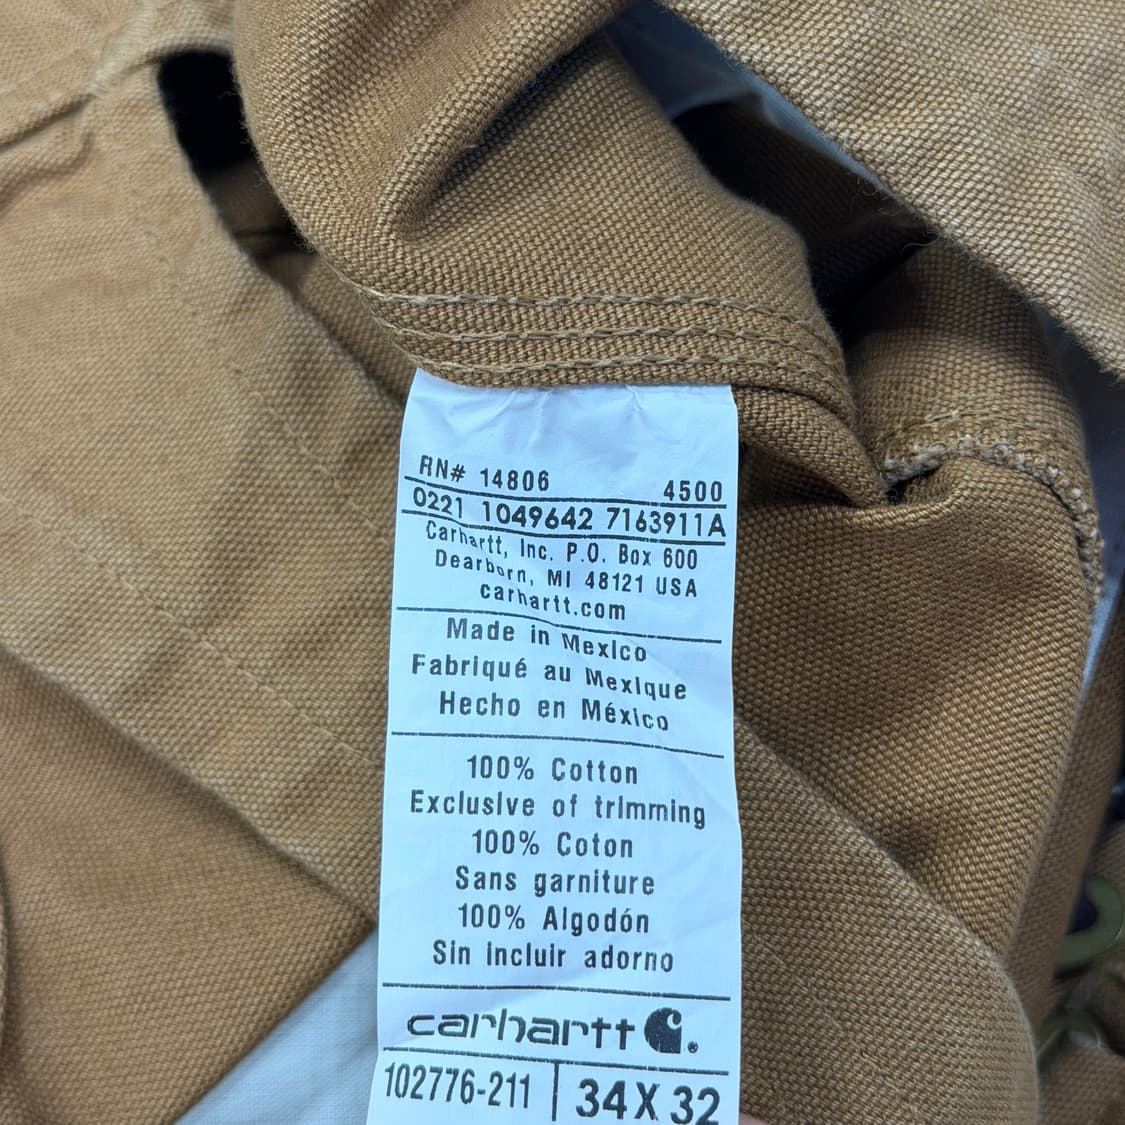 RN# 14806 4500
0221 1049642 7163911A
Carhartt, Inc. P.O. Box 600
Dearborn, MI 48121 USA
carhartt.com
Made in Mexico
Fabriqué au Mexique
Hecho en México
100% Cotton
Exclusive of trimming
100% Coton
Sans garniture
100% Algodón
Sin incluir adorno
carhartt
102776-211 | 34 X 32